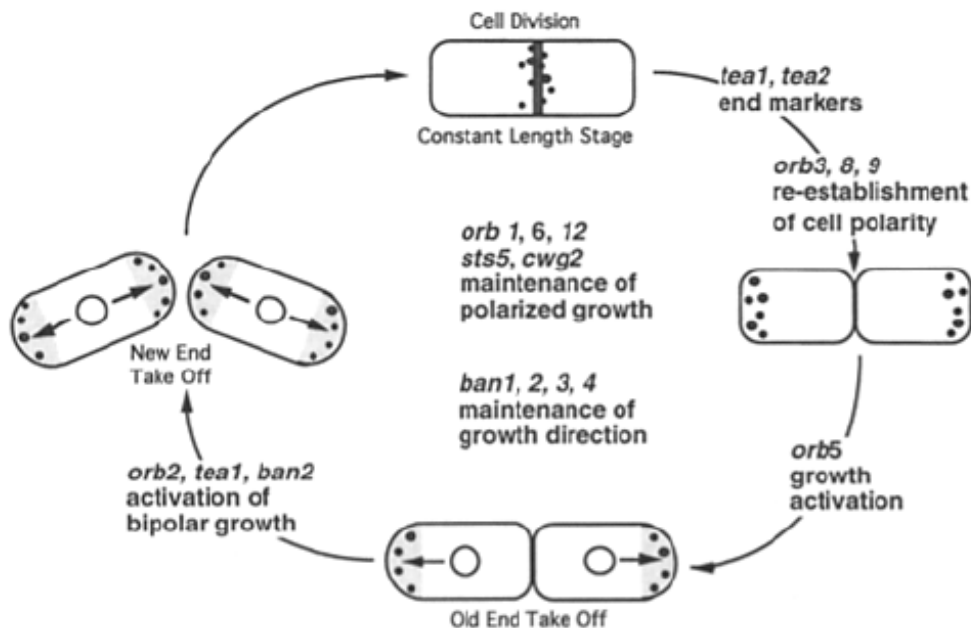 Cell Division
Constant Length Stage
tea1, tea2
end markers
orb3, 8, 9
re-establishment
of cell polarity
orb 1, 6, 12
sts5, cwg2
maintenance of
polarized growth
New End
Take Off
ban1, 2, 3, 4
maintenance of
growth direction
orb5
growth
activation
orb2, tea1, ban2
activation of
bipolar growth
Old End Take Off